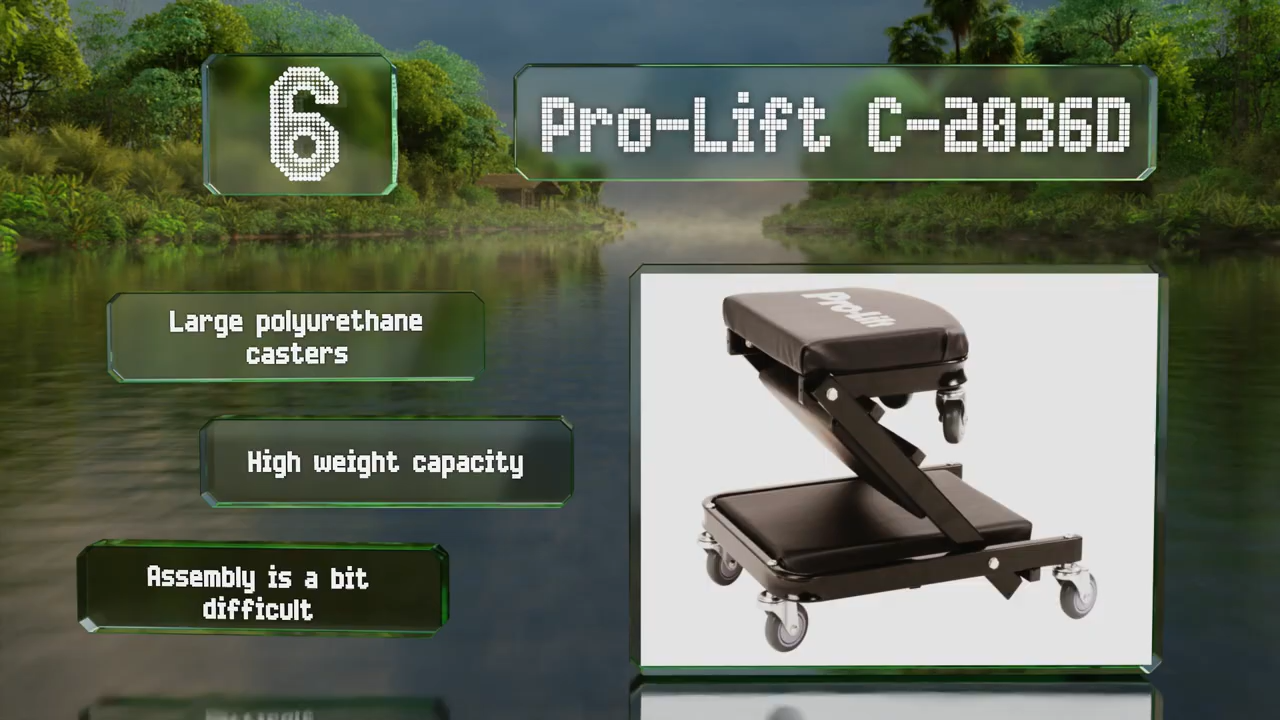 6
Pro-Lift C-2036D
Large polyurethane
casters
High weight capacity
Assembly is a bit
difficult
Pro-Lift